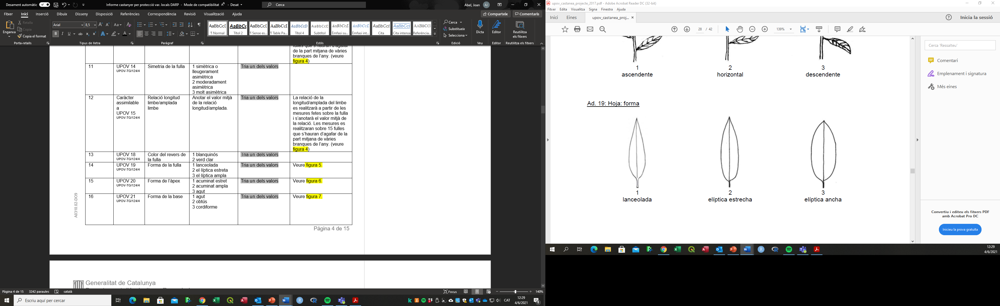 Desament automàtic
Informe castanyer per protecció var. locals DARP - Mode de compatibilitat
- Desat
Cerca
Abel, Joan
AJ
Fitxer Inici Inserció Dibuix Disseny Disposició Referències Correspondència Revisió Visualització Ajuda
Comparteix
Comentaris
Enganxa
Retalla
Copia
Copia el format
Porta-retalls
Arial
8,5
Tipus de lletra
Paràgraf
¶ Normal
Títol 2
¶ Sense es...
¶ Table Pa...
Títol 4
Subtítol
Èmfasi su...
Èmfasi int...
Cita
Cita intensa
Referència...
Estils
Cerca
Substitueix
Selecciona
Edició
Dicta
Veu
Editor
Editor
Reutilitza
els fitxers
Reutilitza els fitxers
fulles que s'hauran d'agafar
de la part mitjana de vàries
branques de l'any. (veure
figura 4)
11
UPOV 14
UPOV-TG/124/4
Simetria de la fulla
1 simètrica o
lleugerament
asimètrica
2 moderadament
asimètrica
3 molt asimètrica
Tria un dels valors
12
Caràcter
assimilable
a
UPOV 15
UPOV-TG/124/4
Relació longitud
limbe/amplada
limbe
Anotar el valor mitjà
de la relació
longitud/amplada.
Tria un dels valors
La relació de la
longitud/amplada del limbe
es realitzarà a partir de les
mesures fetes sobre la fulla
i s'anotarà el valor mitjà de
la relació. Les mesures es
realitzaran sobre 15 fulles
que s'hauran d'agafar de la
part mitjana de vàries
branques de l'any. (veure
figura 4)
13
UPOV 18
UPOV-TG/124/4
Color del revers de
la fulla
1 blanquinós
2 verd clar
Tria un dels valors
14
UPOV 19
UPOV-TG/124/4
Forma de la fulla
1 lanceolada
2 el·líptica estreta
3 el·líptica ampla
Tria un dels valors
Veure figura 5.
15
UPOV 20
UPOV-TG/124/4
Forma de l'àpex
1 acuminat estret
2 acuminat ampla
3 agut
Tria un dels valors
Veure figura 6.
16
UPOV 21
UPOV-TG/124/4
Forma de la base
1 agut
2 obtús
3 cordiforme
Tria un dels valors
Veure figura 7.
A0310.02-DO9
Pàgina 4 de 15
Generalitat de Catalunya
Pàgina 4 de 15
3242 paraules
català
Focus
140%
Escriu aquí per cercar
CAT
12:29
4/6/2021
8
upov_castanea_projecte_2017.pdf - Adobe Acrobat Reader DC (32-bit)
Fitxer Edita Visualitza Signa Finestra Ajuda
Inici
Eines
upov_castanea_proj...
Inicia la sessió
28 / 42
139%
1
ascendente
2
horizontal
3
descendente
Ad. 19: Hoja: forma
1
lanceolada
2
elíptica estrecha
3
elíptica ancha
Cerca 'Ressalteu'
Comentari
Emplenament i signatura
Més eines
Convertiu i editeu els fitxers PDF
amb Acrobat Pro DC
Inicieu la prova gratuïta
12:29
4/6/2021